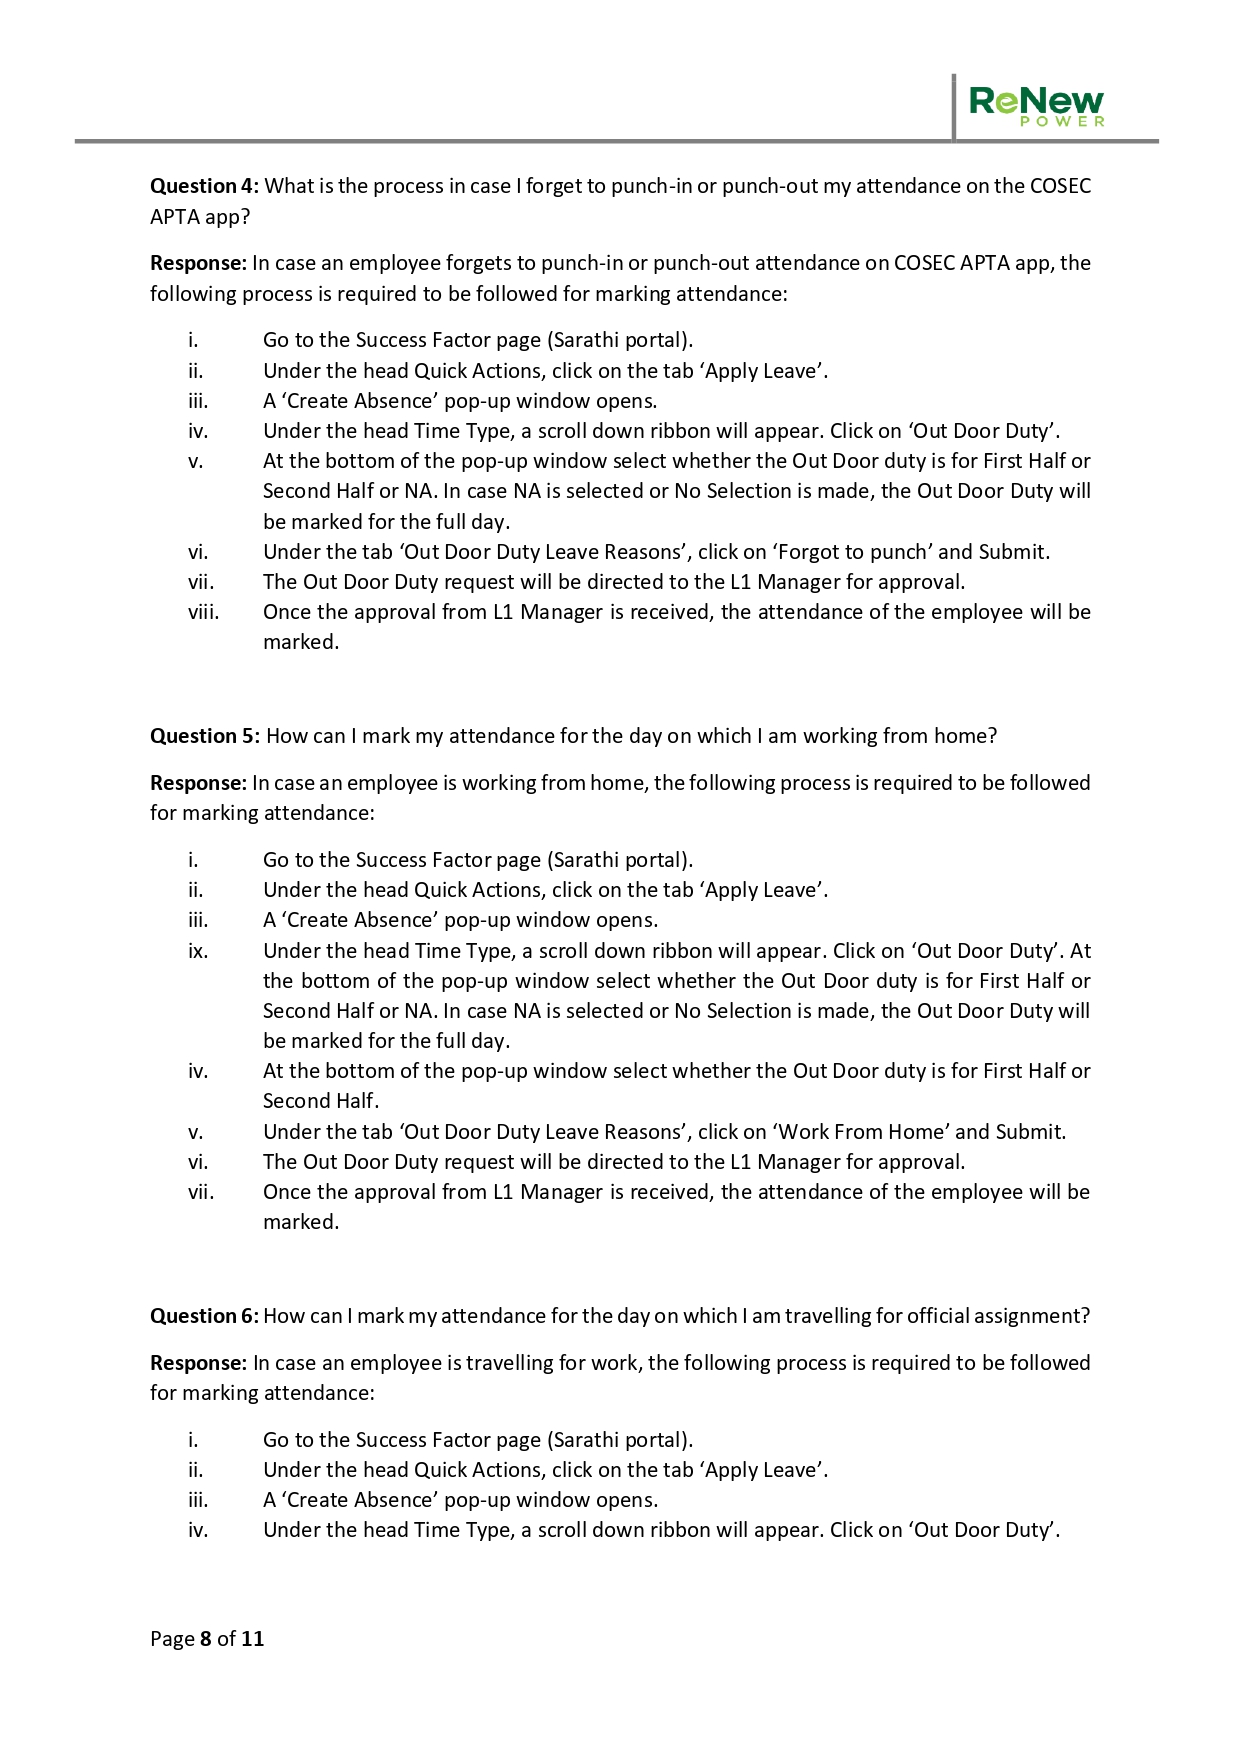 ReNew
POWER
Question 4: What is the process in case I forget to punch-in or punch-out my attendance on the COSEC
APTA app?
Response: In case an employee forgets to punch-in or punch-out attendance on COSEC APTA app, the
following process is required to be followed for marking attendance:
i. Go to the Success Factor page (Sarathi portal).
ii. Under the head Quick Actions, click on the tab ‘Apply Leave’.
iii. A ‘Create Absence’ pop-up window opens.
iv. Under the head Time Type, a scroll down ribbon will appear. Click on ‘Out Door Duty’.
v. At the bottom of the pop-up window select whether the Out Door duty is for First Half or
Second Half or NA. In case NA is selected or No Selection is made, the Out Door Duty will
be marked for the full day.
vi. Under the tab ‘Out Door Duty Leave Reasons’, click on ‘Forgot to punch’ and Submit.
vii. The Out Door Duty request will be directed to the L1 Manager for approval.
viii. Once the approval from L1 Manager is received, the attendance of the employee will be
marked.
Question 5: How can I mark my attendance for the day on which I am working from home?
Response: In case an employee is working from home, the following process is required to be followed
for marking attendance:
i. Go to the Success Factor page (Sarathi portal).
ii. Under the head Quick Actions, click on the tab ‘Apply Leave’.
iii. A ‘Create Absence’ pop-up window opens.
ix. Under the head Time Type, a scroll down ribbon will appear. Click on ‘Out Door Duty’. At
the bottom of the pop-up window select whether the Out Door duty is for First Half or
Second Half or NA. In case NA is selected or No Selection is made, the Out Door Duty will
be marked for the full day.
iv. At the bottom of the pop-up window select whether the Out Door duty is for First Half or
Second Half.
v. Under the tab ‘Out Door Duty Leave Reasons’, click on ‘Work From Home’ and Submit.
vi. The Out Door Duty request will be directed to the L1 Manager for approval.
vii. Once the approval from L1 Manager is received, the attendance of the employee will be
marked.
Question 6: How can I mark my attendance for the day on which I am travelling for official assignment?
Response: In case an employee is travelling for work, the following process is required to be followed
for marking attendance:
i. Go to the Success Factor page (Sarathi portal).
ii. Under the head Quick Actions, click on the tab ‘Apply Leave’.
iii. A ‘Create Absence’ pop-up window opens.
iv. Under the head Time Type, a scroll down ribbon will appear. Click on ‘Out Door Duty’.
Page 8 of 11